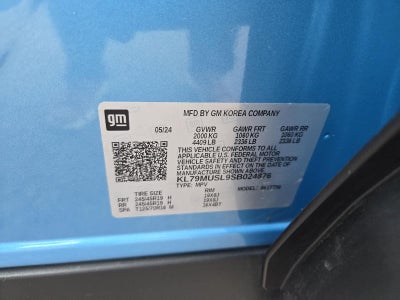 gm
MFD BY GM KOREA COMPANY
05/24 GVWR GAWR FRT GAWR RR
2000 KG 1060 KG 1060 KG
4409 LB 2336 LB 2336 LB
THIS VEHICLE CONFORMS TO ALL
APPLICABLE U.S. FEDERAL MOTOR
VEHICLE SAFETY STANDARDS IN
EFFECT ON THE DATE OF
MANUFACTURE SHOWN ABOVE.
KL79MUSL9SB024876
TYPE: MPV MODEL:
TIRE SIZE RIM
FRT 245/45R19 H 19X8J
RR 245/45R19 H 19X8J
SPA T125/70R16 M 16X4BT